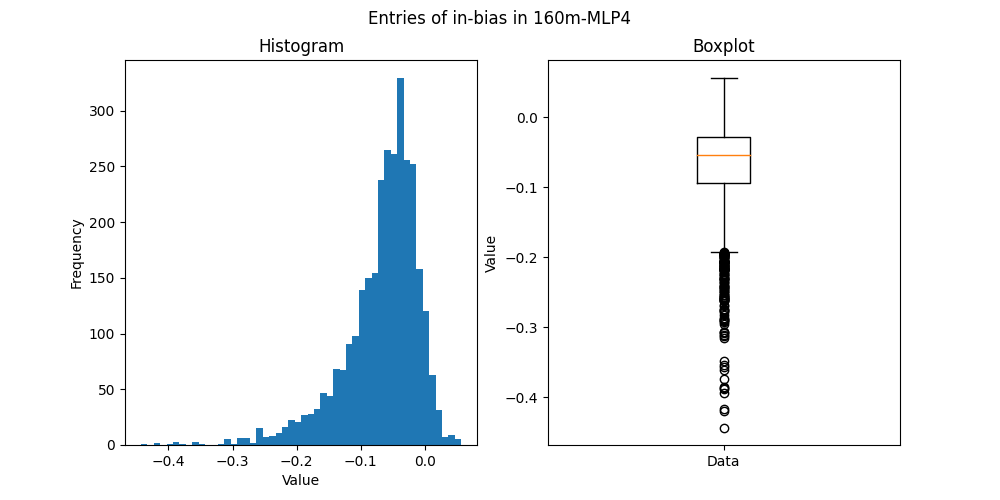 Entries of in-bias in 160m-MLP4
Histogram
Frequency
300
250
200
150
100
50
0
−0.4 −0.3 −0.2 −0.1 0.0
Value
Boxplot
Value
0.0
−0.1
−0.2
−0.3
−0.4
Data